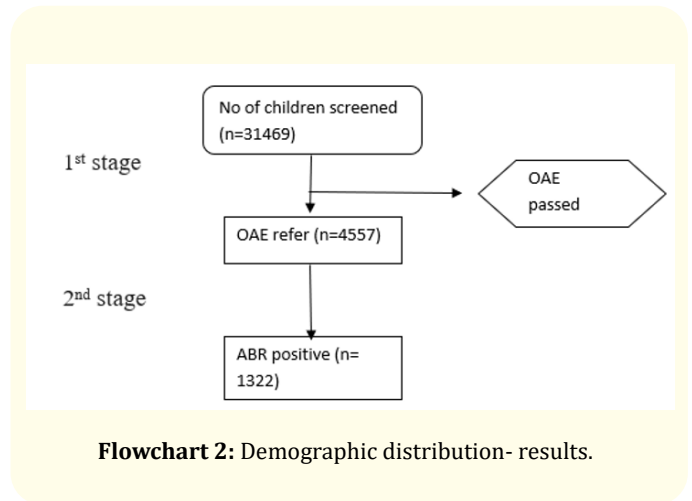 No of children screened
(n=31469)
1st stage
OAE
passed
OAE refer (n=4557)
2nd stage
ABR positive (n=
1322)
Flowchart 2: Demographic distribution- results.